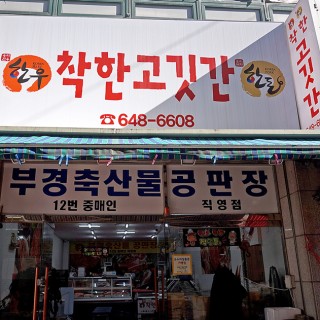 한우 착한고깃간 한돈
☎648-6608
부경축산물 공판장
12번 중매인 직영점
착한고깃간